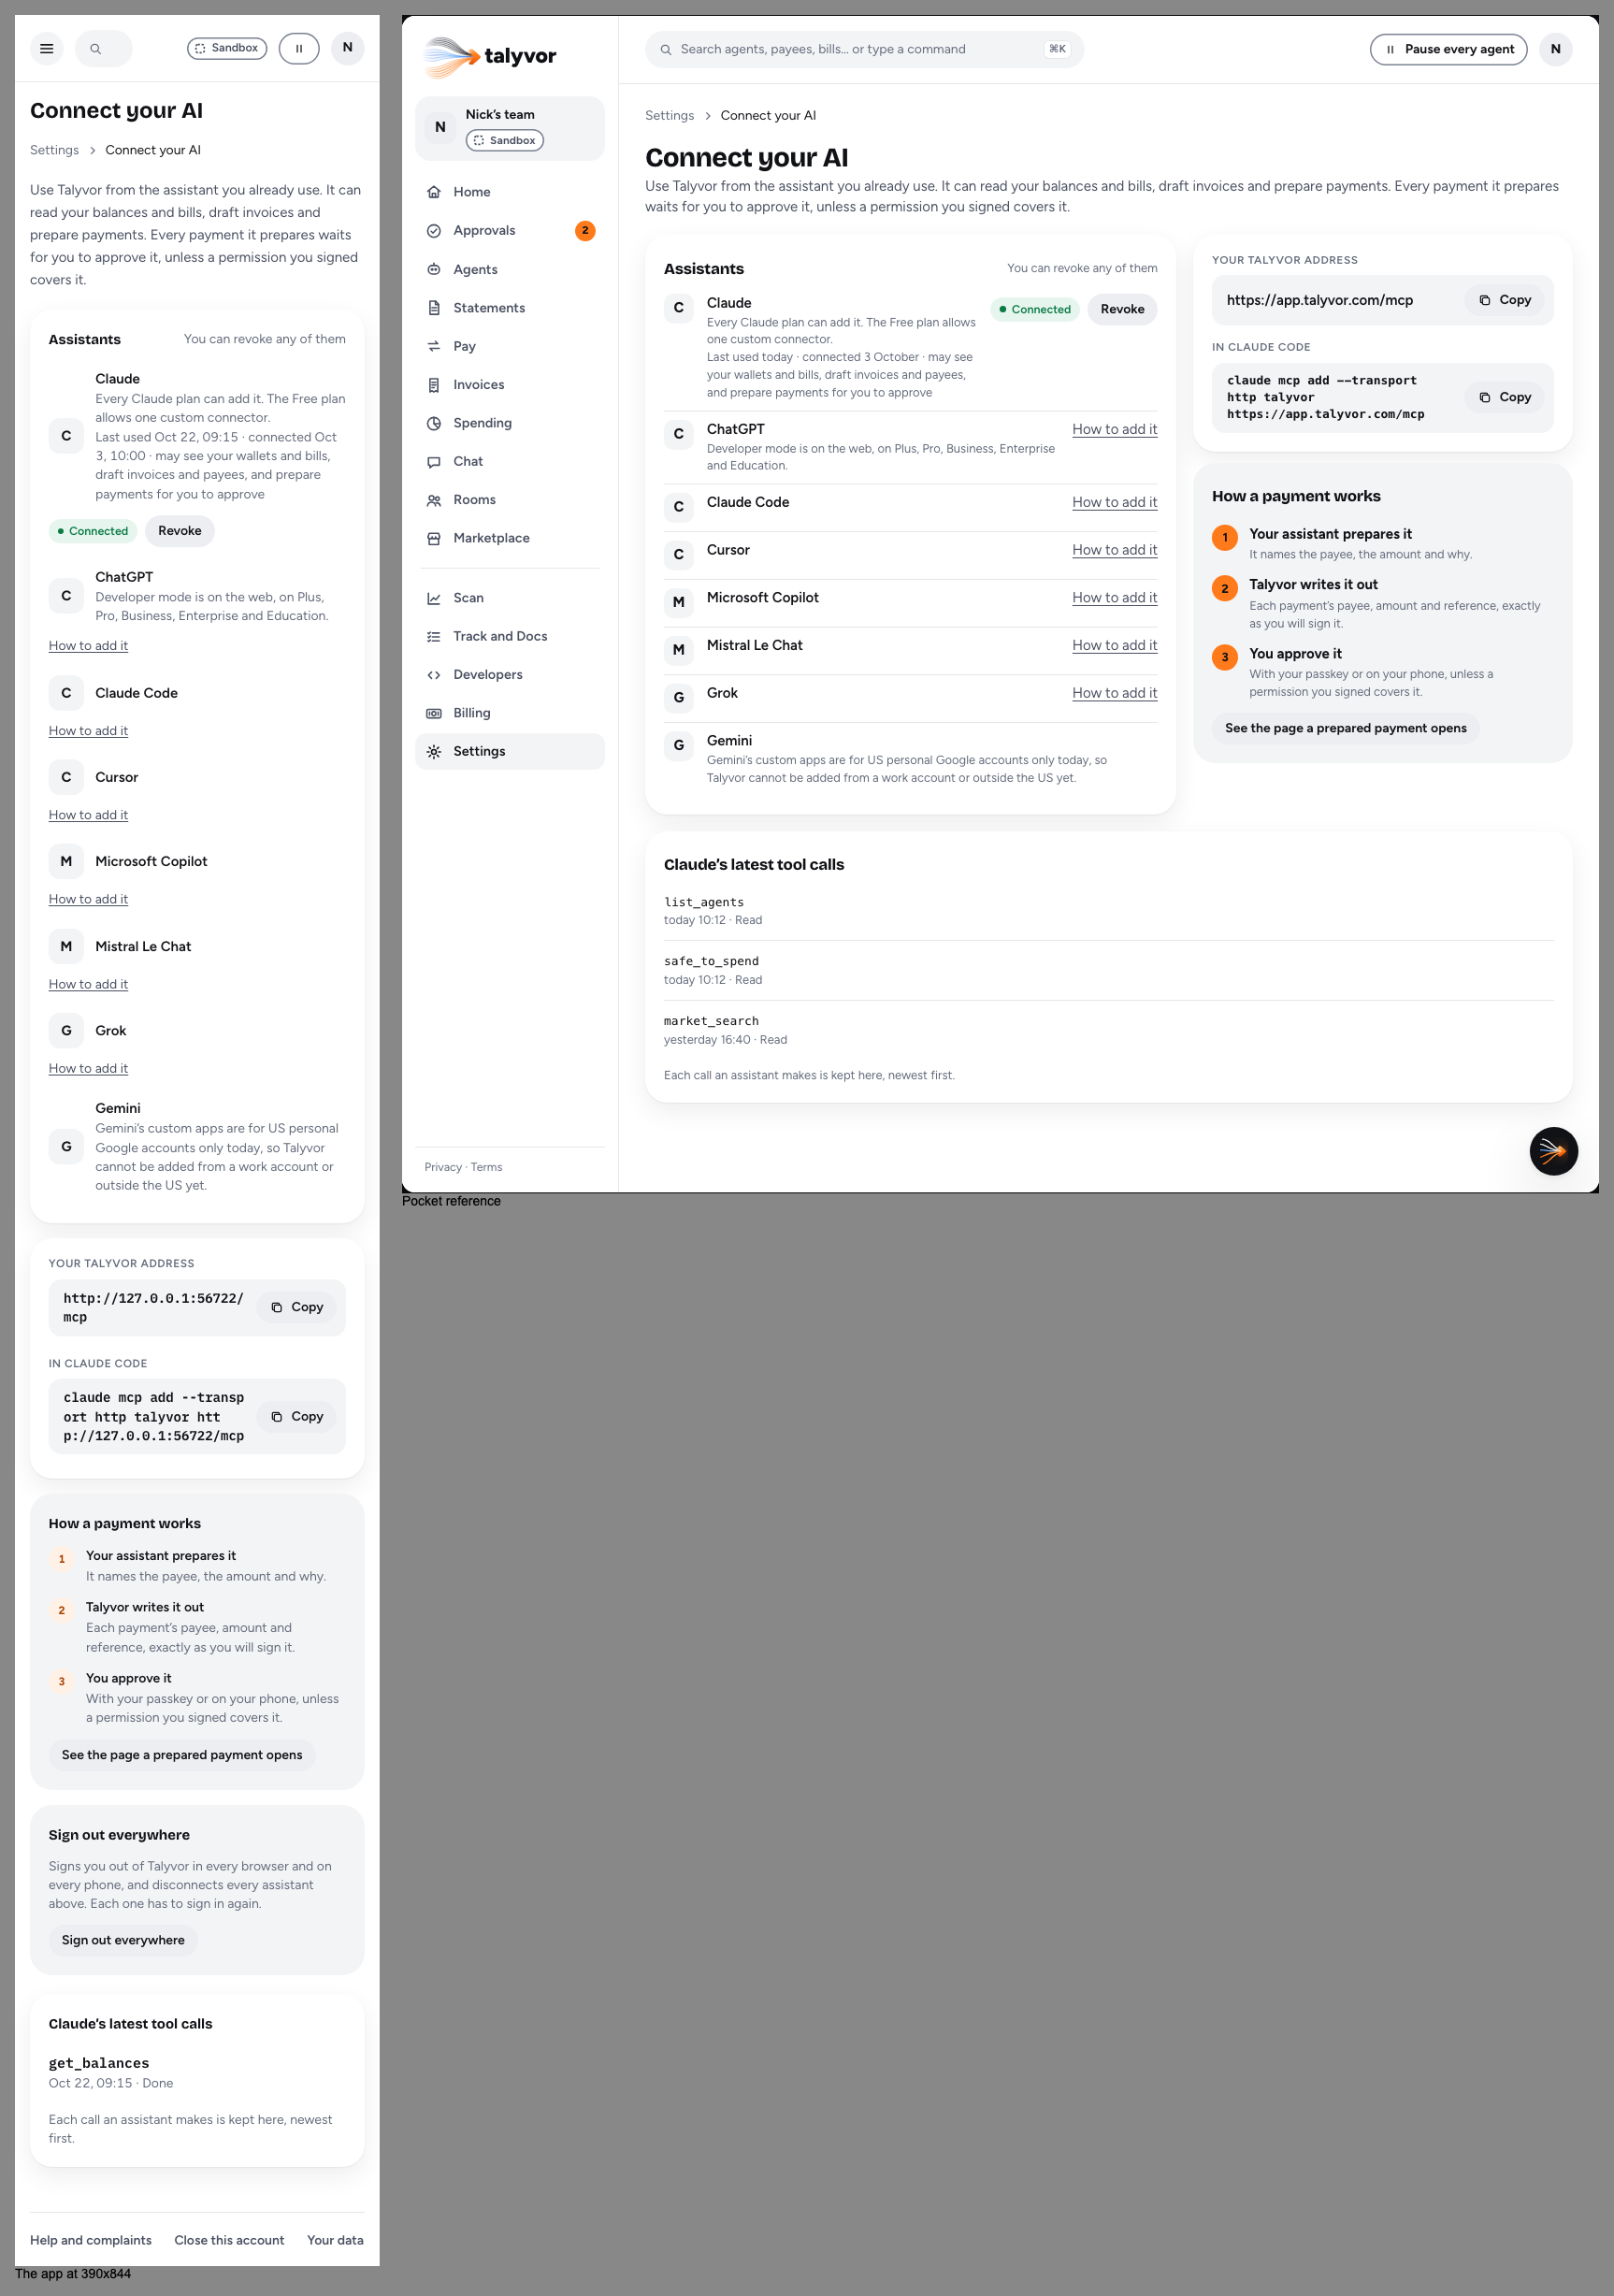 Sandbox
N
Connect your AI
Settings > Connect your AI
Use Talyvor from the assistant you already use. It can
read your balances and bills, draft invoices and
prepare payments. Every payment it prepares waits
for you to approve it, unless a permission you signed
covers it.
Assistants
You can revoke any of them
C
Claude
Every Claude plan can add it. The Free plan
allows one custom connector.
Last used Oct 22, 09:15 · connected Oct
3, 10:00 · may see your wallets and bills,
draft invoices and payees, and prepare
payments for you to approve
Connected
Revoke
C
ChatGPT
Developer mode is on the web, on Plus,
Pro, Business, Enterprise and Education.
How to add it
C
Claude Code
How to add it
C
Cursor
How to add it
M
Microsoft Copilot
How to add it
M
Mistral Le Chat
How to add it
G
Grok
How to add it
G
Gemini
Gemini's custom apps are for US personal
Google accounts only today, so Talyvor
cannot be added from a work account or
outside the US yet.
YOUR TALYVOR ADDRESS
http://127.0.0.1:56722/
mcp
Copy
IN CLAUDE CODE
claude mcp add --transp
ort http talyvor htt
p://127.0.0.1:56722/mcp
Copy
How a payment works
1
Your assistant prepares it
It names the payee, the amount and why.
2
Talyvor writes it out
Each payment's payee, amount and
reference, exactly as you will sign it.
3
You approve it
With your passkey or on your phone, unless
a permission you signed covers it.
See the page a prepared payment opens
Sign out everywhere
Signs you out of Talyvor in every browser and on
every phone, and disconnects every assistant
above. Each one has to sign in again.
Sign out everywhere
Claude's latest tool calls
get_balances
Oct 22, 09:15 · Done
Each call an assistant makes is kept here, newest
first.
Help and complaints
Close this account
Your data
The app at 390x844
talyvor
N
Nick's team
Sandbox
Home
Approvals
2
Agents
Statements
Pay
Invoices
Spending
Chat
Rooms
Marketplace
Scan
Track and Docs
Developers
Billing
Settings
Privacy · Terms
Search agents, payees, bills... or type a command
⌘K
Pause every agent
N
Settings > Connect your AI
Connect your AI
Use Talyvor from the assistant you already use. It can read your balances and bills, draft invoices and prepare payments. Every payment it prepares
waits for you to approve it, unless a permission you signed covers it.
Assistants
You can revoke any of them
C
Claude
Every Claude plan can add it. The Free plan allows
one custom connector.
Last used today · connected 3 October · may see
your wallets and bills, draft invoices and payees,
and prepare payments for you to approve
Connected
Revoke
C
ChatGPT
Developer mode is on the web, on Plus, Pro, Business, Enterprise
and Education.
How to add it
C
Claude Code
How to add it
C
Cursor
How to add it
M
Microsoft Copilot
How to add it
M
Mistral Le Chat
How to add it
G
Grok
How to add it
G
Gemini
Gemini's custom apps are for US personal Google accounts only today, so
Talyvor cannot be added from a work account or outside the US yet.
YOUR TALYVOR ADDRESS
https://app.talyvor.com/mcp
Copy
IN CLAUDE CODE
claude mcp add --transport
http talyvor
https://app.talyvor.com/mcp
Copy
How a payment works
1
Your assistant prepares it
It names the payee, the amount and why.
2
Talyvor writes it out
Each payment's payee, amount and reference, exactly
as you will sign it.
3
You approve it
With your passkey or on your phone, unless a
permission you signed covers it.
See the page a prepared payment opens
Claude's latest tool calls
list_agents
today 10:12 · Read
safe_to_spend
today 10:12 · Read
market_search
yesterday 16:40 · Read
Each call an assistant makes is kept here, newest first.
Pocket reference